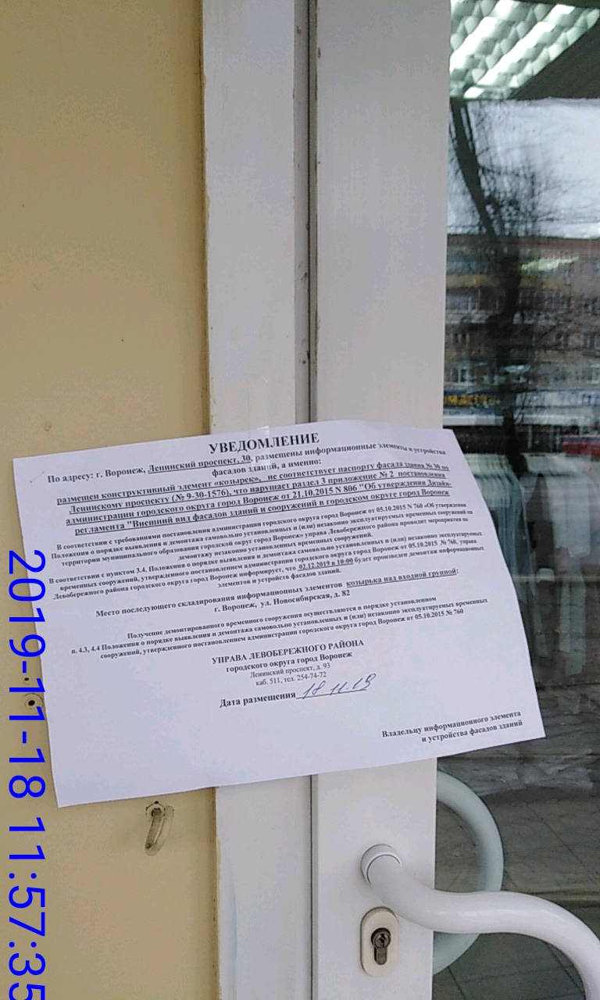 УВЕДОМЛЕНИЕ
По адресу: г. Воронеж, Ленинский проспект, 30, размещены информационные элементы и устройства
фасадов зданий, а именно:
размещен конструктивный элемент «козырек», не соответствует паспорту фасада здания № 30 по
Ленинскому проспекту (№ 9-30-1576), что нарушает раздел 3 приложение № 2 постановления
администрации городского округа город Воронеж от 21.10.2015 N 806 "Об утверждении Дизайн-
регламента "Внешний вид фасадов зданий и сооружений в городском округе город Воронеж
В соответствии с требованиями постановления администрации городского округа город Воронеж от 05.10.2015 N 760 «Об утверждении
Положения о порядке выявления и демонтажа самовольно установленных и (или) незаконно эксплуатируемых временных сооружений на
территории муниципального образования городской округ город Воронеж» управа Левобережного района проводят мероприятия по
демонтажу незаконно установленных временных сооружений.
В соответствии с пунктом 3.4. Положения о порядке выявления и демонтажа самовольно установленных и (или) незаконно эксплуатируемых
временных сооружений, утвержденного постановлением администрации городского округа город Воронеж от 05.10.2015 № 760, управа
Левобережного района городского округа город Воронеж информирует, что 02.12.2019 в 10:00 будет произведен демонтаж информационных
элементов и устройств фасадов зданий.
Место последующего складирования информационных элементов козырька над входной группой:
г. Воронеж, ул. Новосибирская, д. 82
Получение демонтированного временного сооружения осуществляются в порядке установленном
п. 4.3, 4.4 Положения о порядке выявления и демонтажа самовольно установленных и (или) незаконно эксплуатируемых временных
сооружений, утвержденного постановлением администрации городского округа город Воронеж от 05.10.2015 № 760
УПРАВА ЛЕВОБЕРЕЖНОГО РАЙОНА
городского округа город Воронеж
Ленинский проспект, д. 93
каб. 511, тел. 254-74-72
Дата размещения 18 11.19
Владельцу информационного элемента
и устройства фасадов зданий
2019-11-18 11:57:35